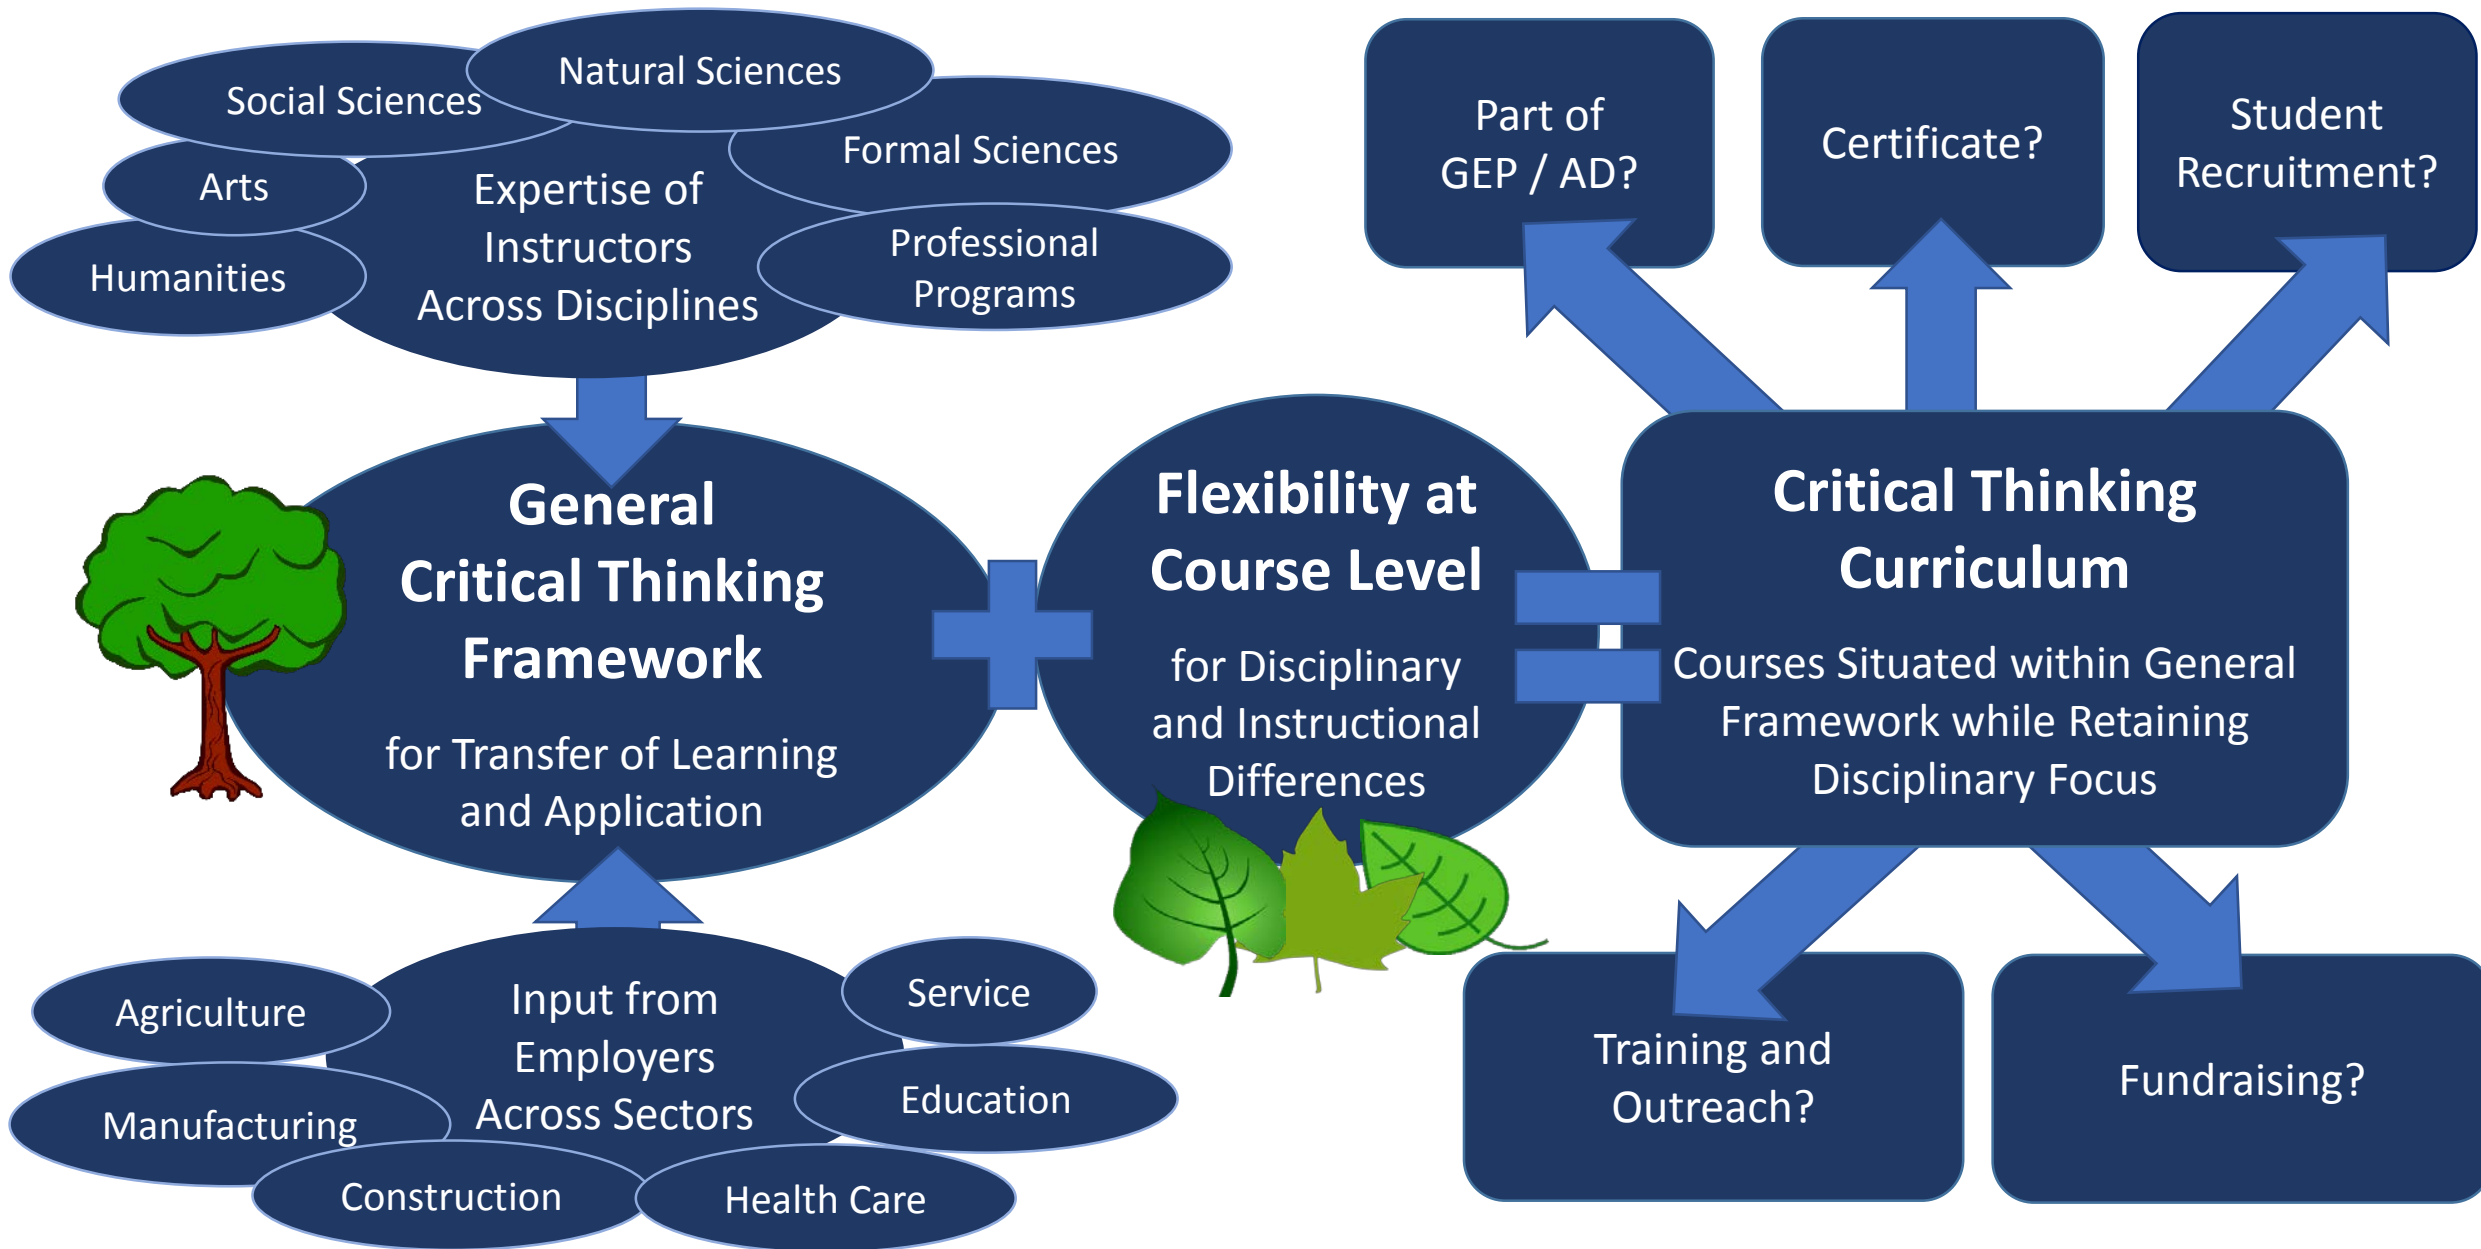 Natural Sciences
Social Sciences
Formal Sciences
Arts
Humanities
Professional
Programs
Expertise of
Instructors
Across Disciplines
General
Critical Thinking
Framework
for Transfer of Learning
and Application
Input from
Employers
Across Sectors
Agriculture
Manufacturing
Construction
Health Care
Education
Service
Flexibility at
Course Level
for Disciplinary
and Instructional
Differences
Critical Thinking
Curriculum
Courses Situated within General
Framework while Retaining
Disciplinary Focus
Part of
GEP / AD?
Certificate?
Student
Recruitment?
Training and
Outreach?
Fundraising?